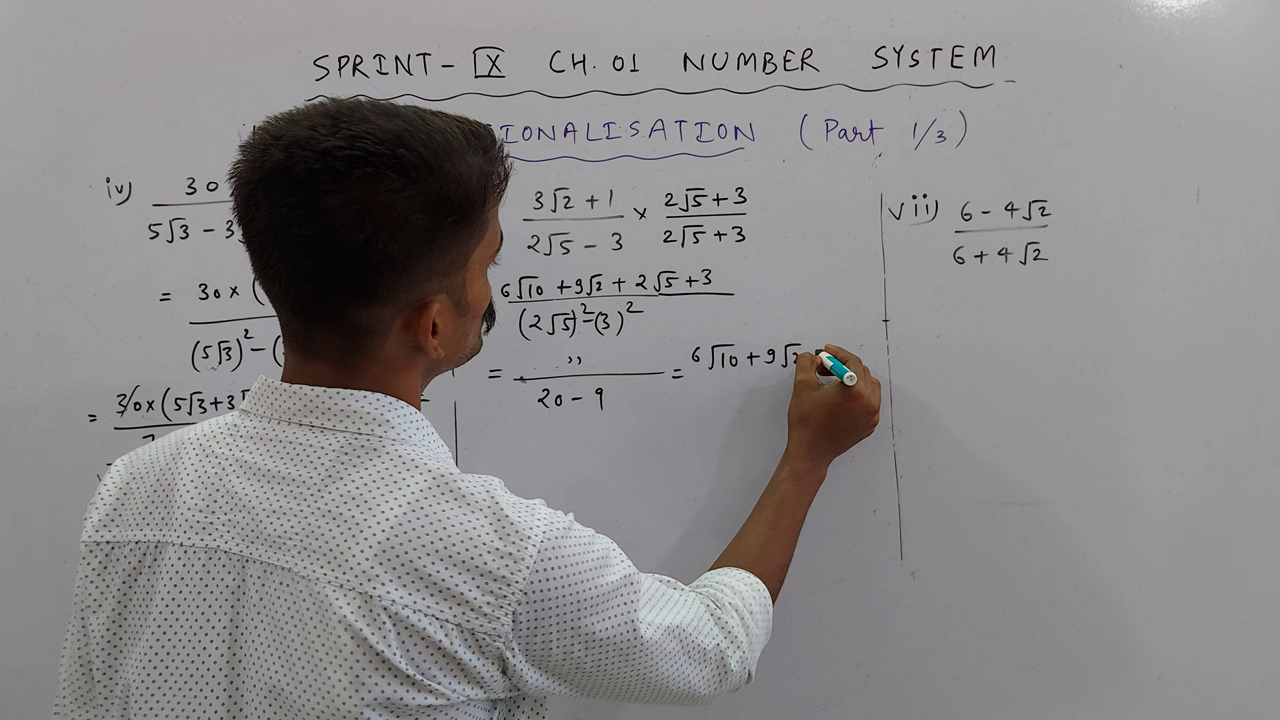 SPRINT - IX CH. 01 NUMBER SYSTEM
IONALISATION (Part 1/3)
iv) 30
5√3 - 3
= 30 × (
(5√3)² - (
= 30 × (5√3 + 3√
3√2 + 1 × 2√5 + 3
2√5 - 3 2√5 + 3
6√10 + 9√2 + 2√5 + 3
(2√5)² - (3)²
= ,, = 6√10 + 9√2
20 - 9
vii) 6 - 4√2
6 + 4√2